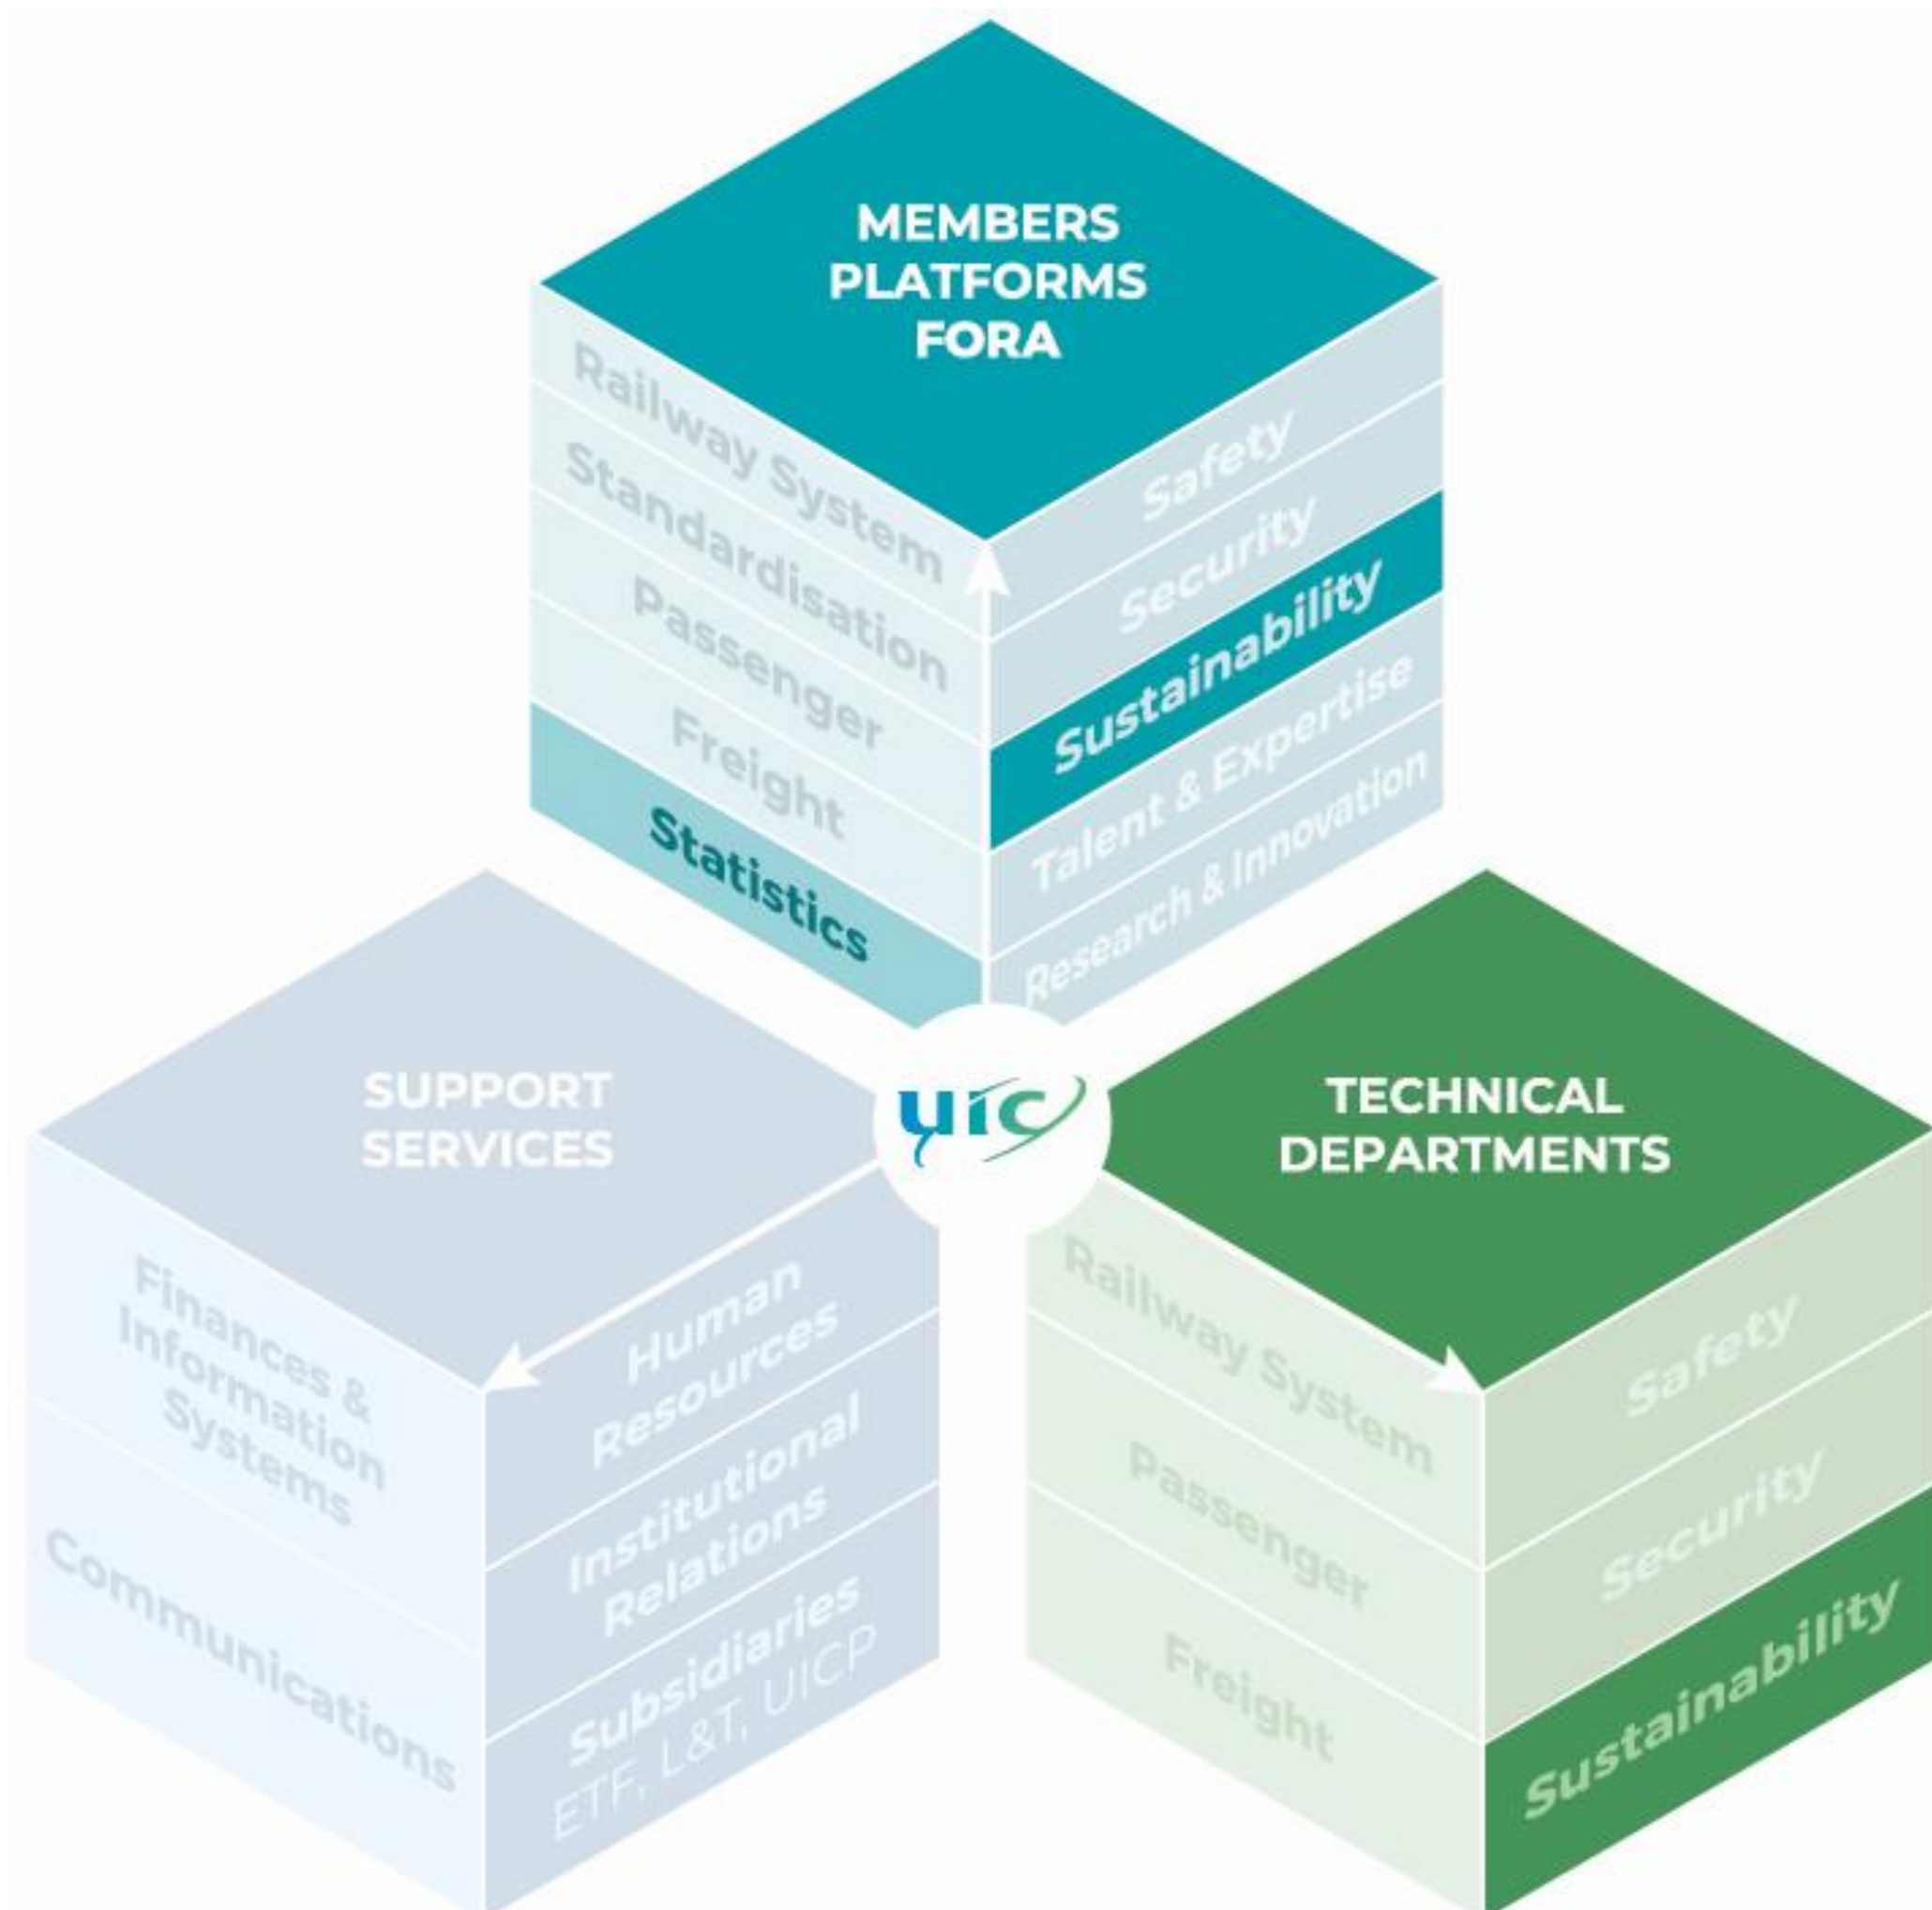 MEMBERS
PLATFORMS
FORA
Railway System
Standardisation
Passenger
Freight
Statistics
Safety
Security
Sustainability
Talent & Expertise
Research & Innovation
SUPPORT
SERVICES
Finances &
Information
Systems
Communications
Human
Resources
Institutional
Relations
Subsidiaries
ETF, L&T, UICP
uic
TECHNICAL
DEPARTMENTS
Railway System
Passenger
Freight
Safety
Security
Sustainability